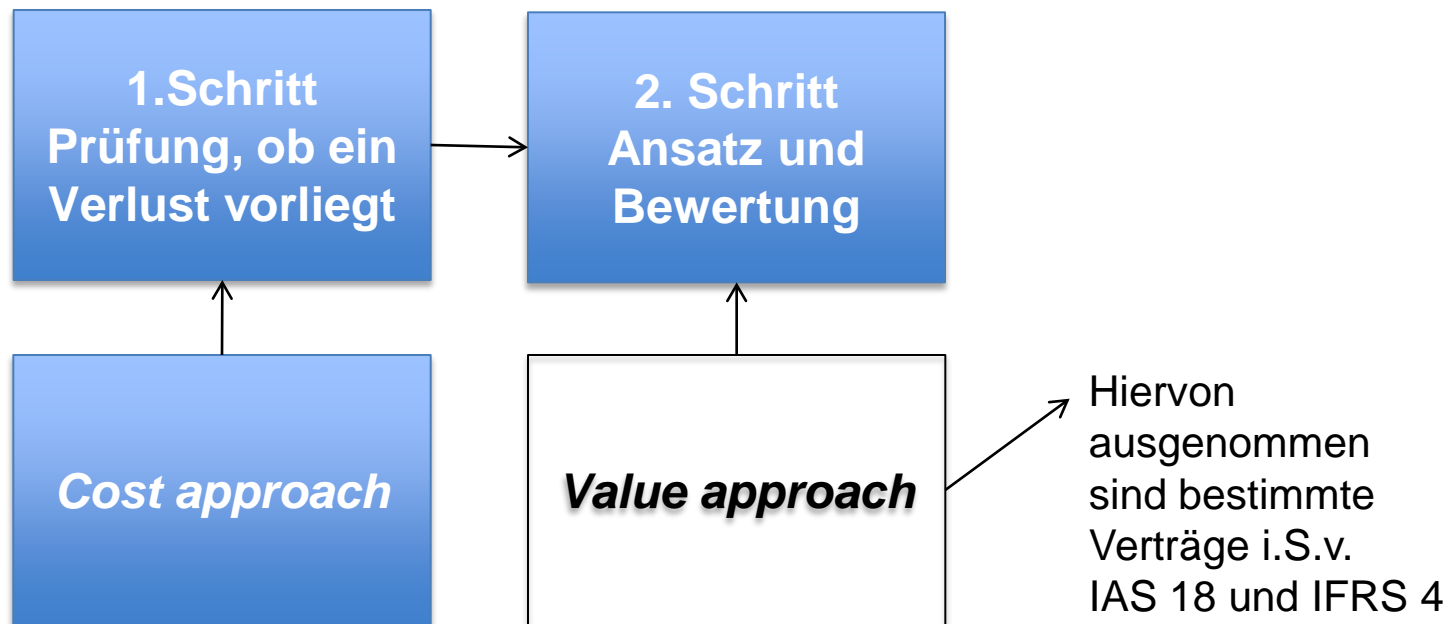 1.Schritt
Prüfung, ob ein
Verlust vorliegt
2. Schritt
Ansatz und
Bewertung
Cost approach
Value approach
Hiervon
ausgenommen
sind bestimmte
Verträge i.S.v.
IAS 18 und IFRS 4